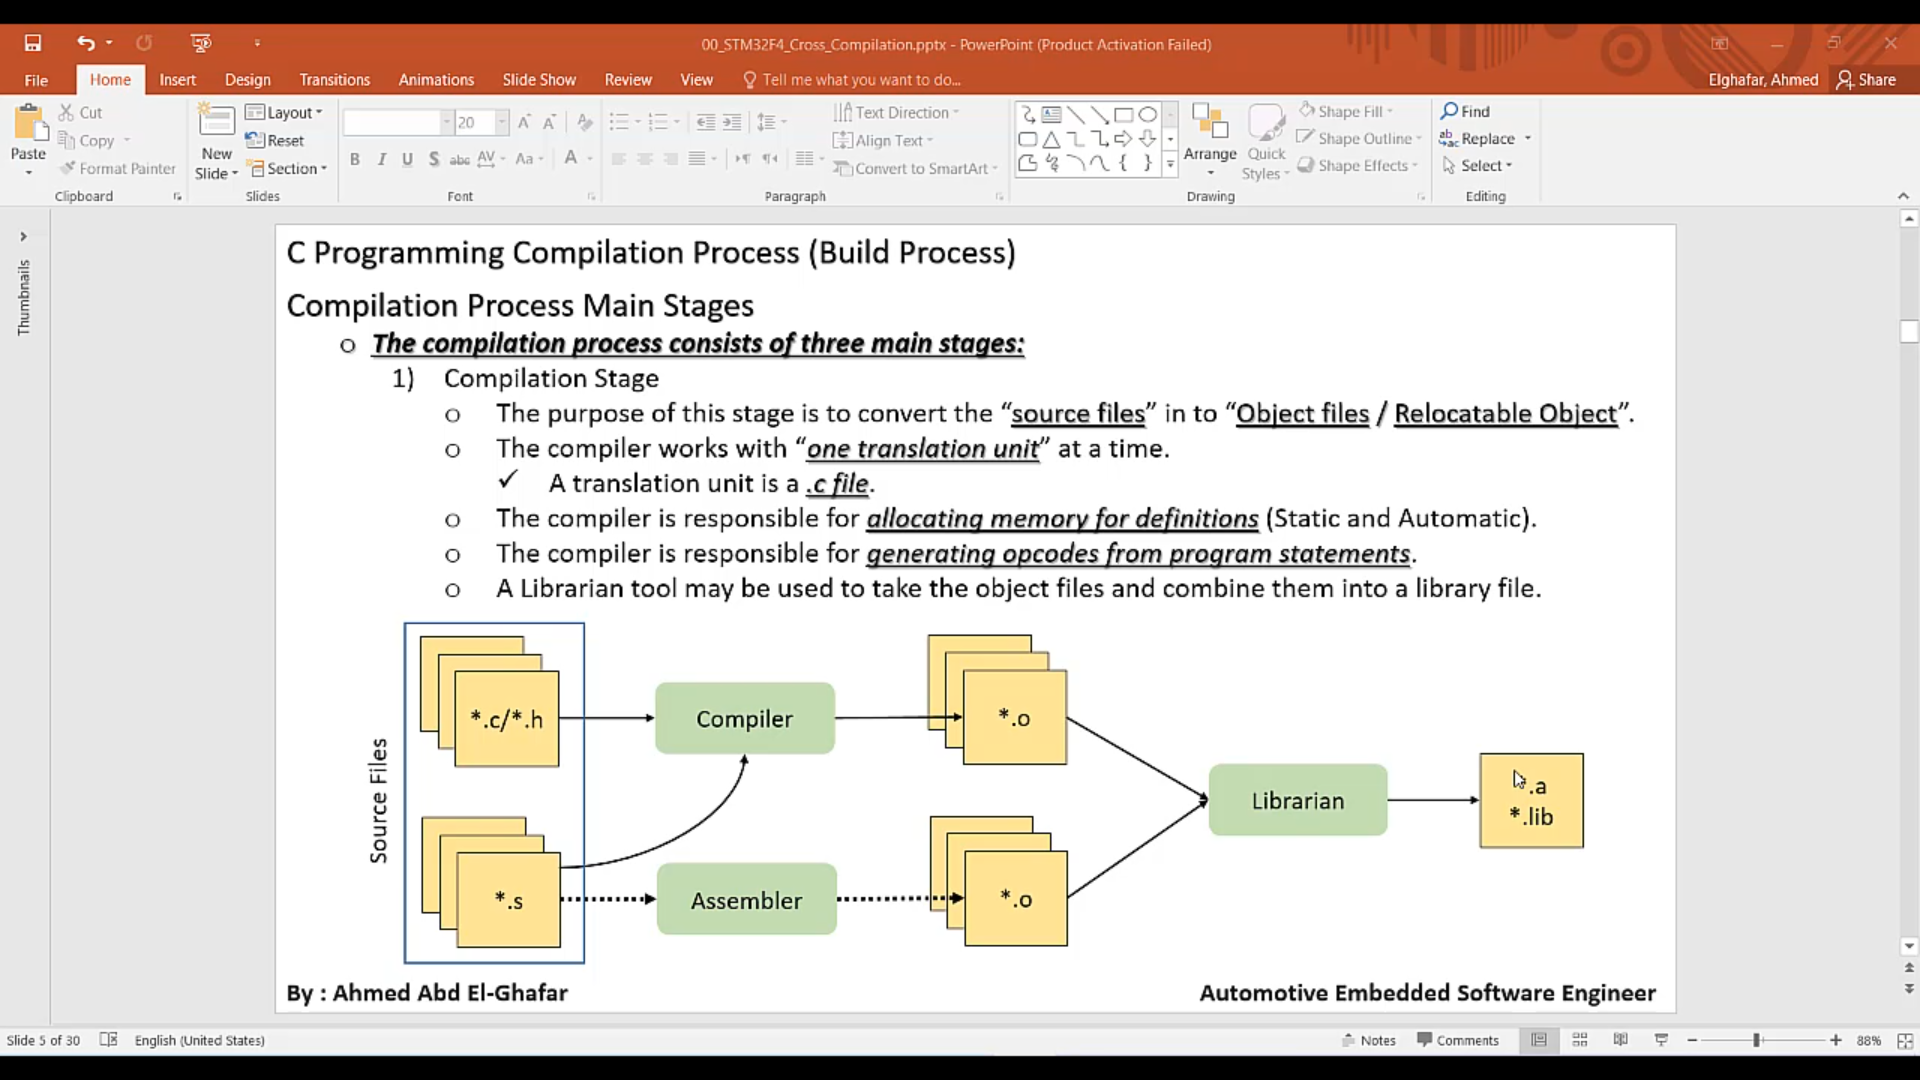 00_STM32F4_Cross_Compilation.pptx - PowerPoint (Product Activation Failed)
File Home Insert Design Transitions Animations Slide Show Review View Tell me what you want to do... Elghafar, Ahmed Share
Paste
Cut
Copy
Format Painter
Clipboard
New Slide
Layout
Reset
Section
Slides
20
B I U S abc AV Aa A
Font
Text Direction
Align Text
Convert to SmartArt
Paragraph
Arrange
Quick Styles
Shape Fill
Shape Outline
Shape Effects
Drawing
Find
Replace
Select
Editing
Thumbnails
C Programming Compilation Process (Build Process)
Compilation Process Main Stages
o The compilation process consists of three main stages:
1) Compilation Stage
o The purpose of this stage is to convert the “source files” in to “Object files / Relocatable Object”.
o The compiler works with “one translation unit” at a time.
✓ A translation unit is a .c file.
o The compiler is responsible for allocating memory for definitions (Static and Automatic).
o The compiler is responsible for generating opcodes from program statements.
o A Librarian tool may be used to take the object files and combine them into a library file.
Source Files
*.c/*.h
Compiler
*.o
*.s
Assembler
*.o
Librarian
.a
*.lib
By : Ahmed Abd El-Ghafar
Automotive Embedded Software Engineer
Slide 5 of 30 English (United States) Notes Comments 88%